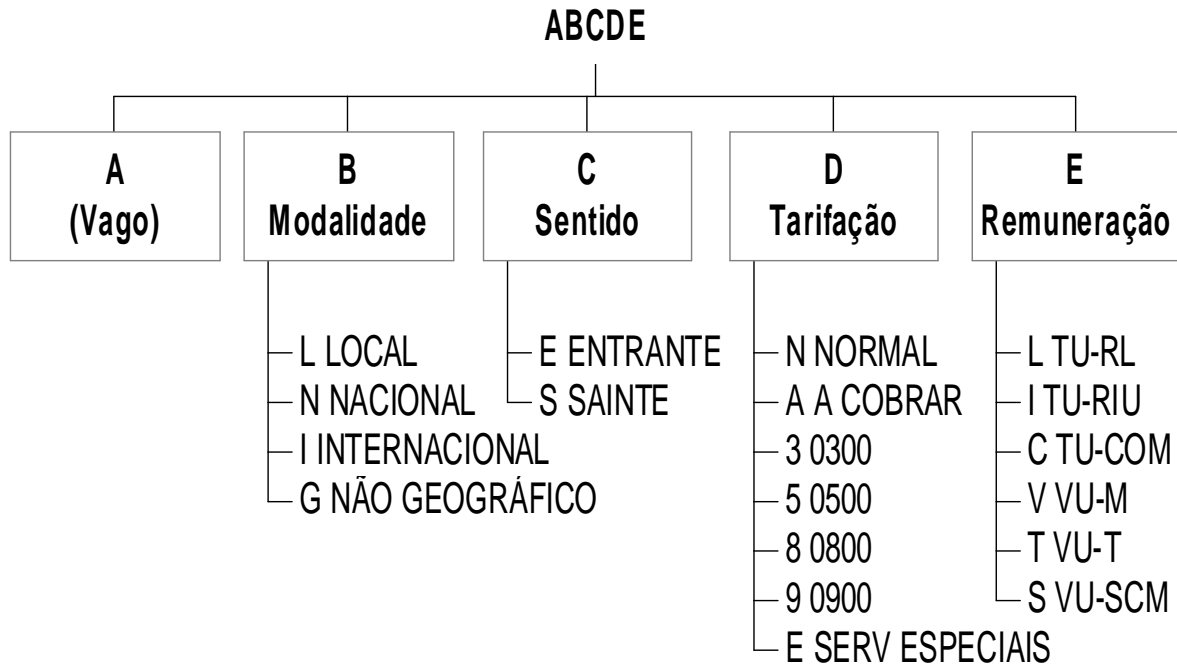 ABCDE
A
(Vago)
B
Modalidade
C
Sentido
D
Tarifação
E
Remuneração
L LOCAL
N NACIONAL
I INTERNACIONAL
G NÃO GEOGRÁFICO
E ENTRANTE
S SAINTE
N NORMAL
A A COBRAR
3 0300
5 0500
8 0800
9 0900
E SERV ESPECIAIS
L TU-RL
I TU-RIU
C TU-COM
V VU-M
T VU-T
S VU-SCM